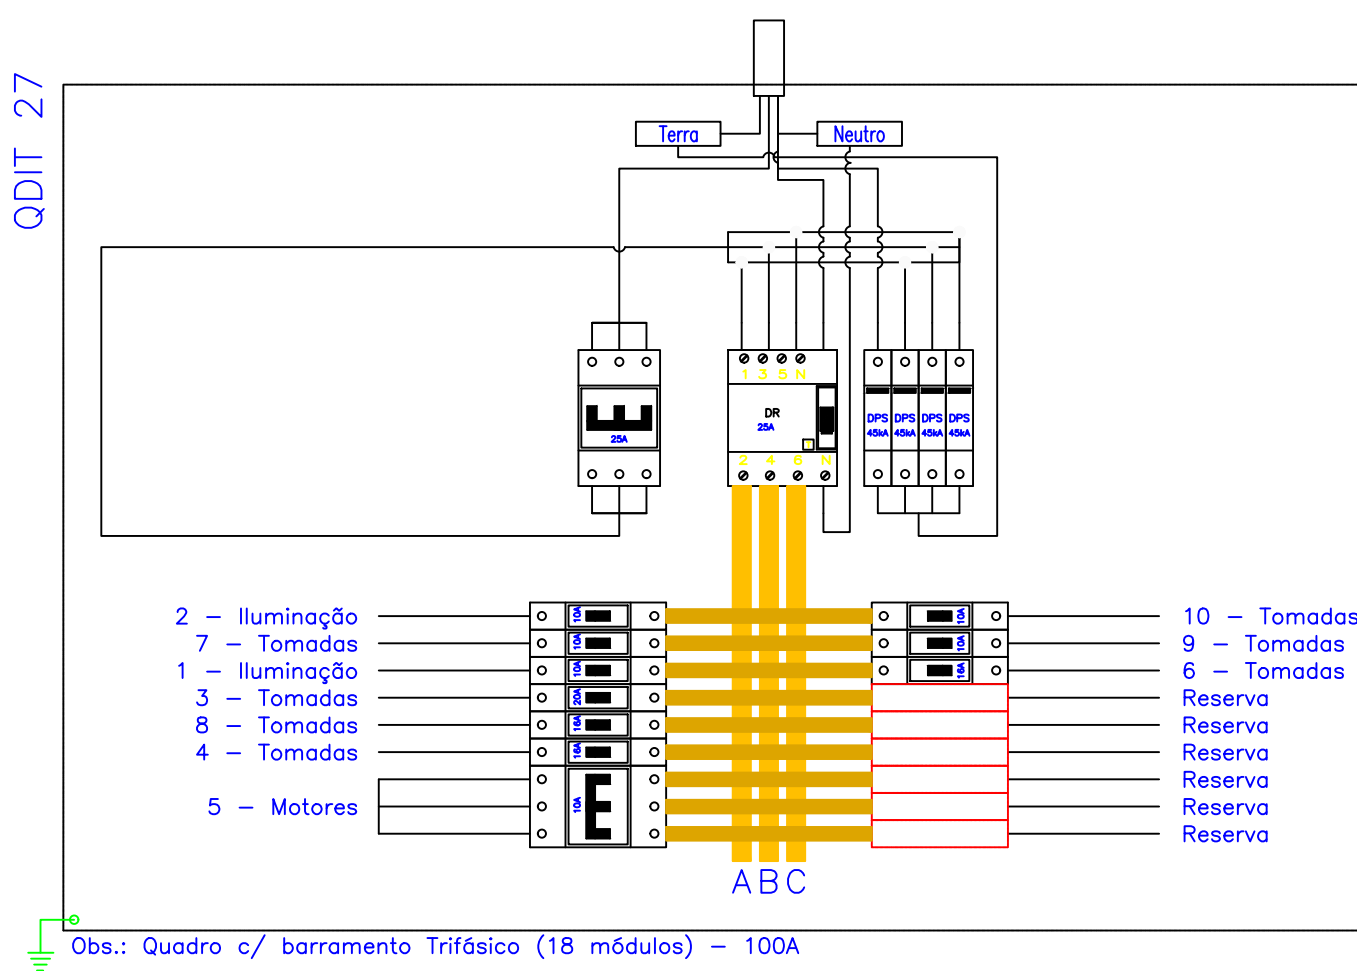 QDIT 27
Terra
Neutro
1 3 5 N
DR
25A
T
2 4 6 N
25A
DPS DPS DPS DPS
45kA 45kA 45kA 45kA
2 – Iluminação
10A
10A
10 – Tomadas
7 – Tomadas
10A
10A
9 – Tomadas
1 – Iluminação
10A
16A
6 – Tomadas
3 – Tomadas
20A
Reserva
8 – Tomadas
16A
Reserva
4 – Tomadas
16A
Reserva
Reserva
5 – Motores
10A
Reserva
Reserva
A B C
Obs.: Quadro c/ barramento Trifásico (18 módulos) – 100A